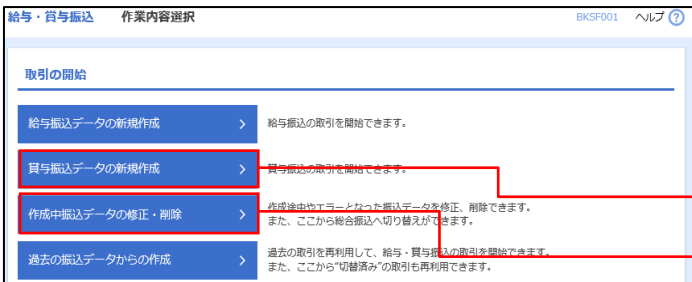 給与・賞与振込 作業内容選択 BKSF001 ヘルプ ?
取引の開始
給与振込データの新規作成 > 給与振込の取引を開始できます。
賞与振込データの新規作成 > 賞与振込の取引を開始できます。
作成中振込データの修正・削除 > 作成途中やエラーとなった振込データを修正、削除できます。
また、ここから総合振込へ切り替えができます。
過去の振込データからの作成 > 過去の取引を再利用して、給与・賞与振込の取引を開始できます。
また、ここから"切替済み"の取引も再利用できます。